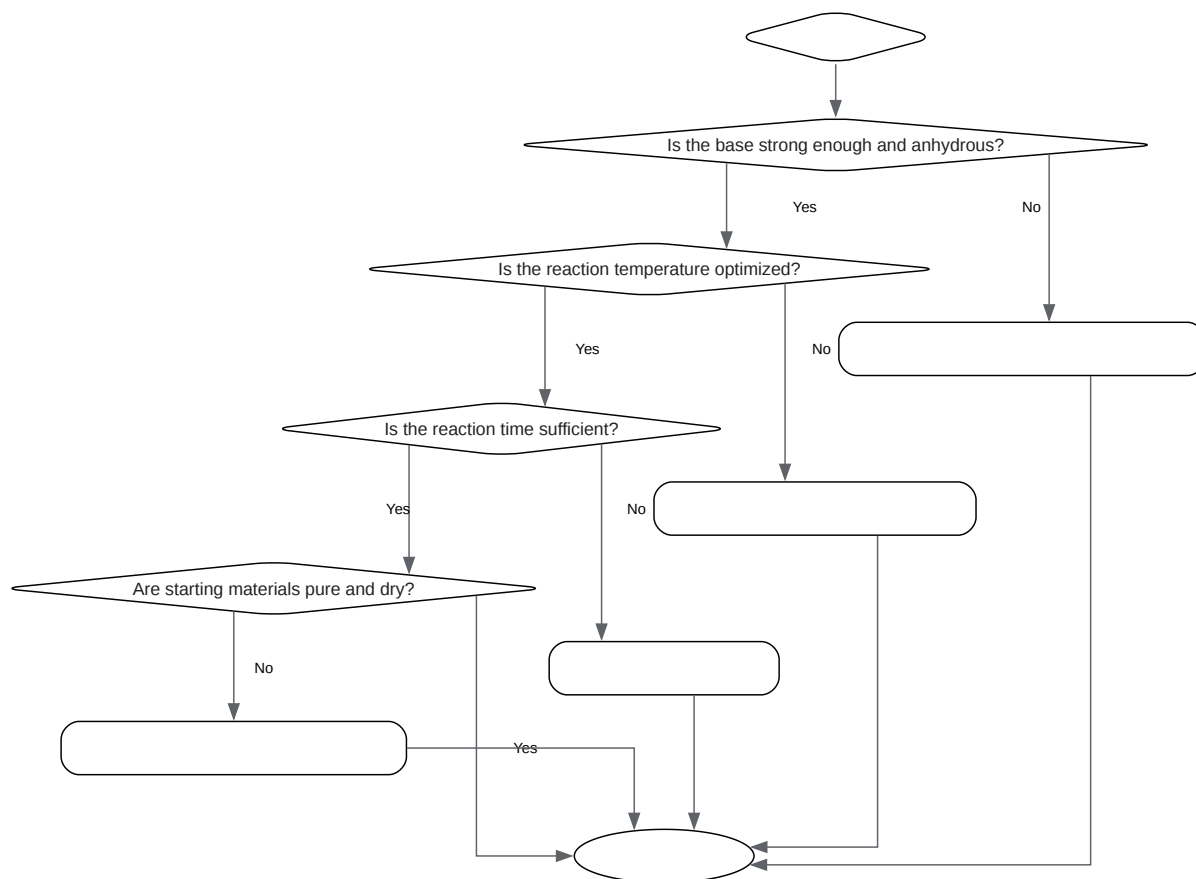 Is the base strong enough and anhydrous?
Yes
No
Is the reaction temperature optimized?
Yes
No
Is the reaction time sufficient?
Yes
No
Are starting materials pure and dry?
No
Yes